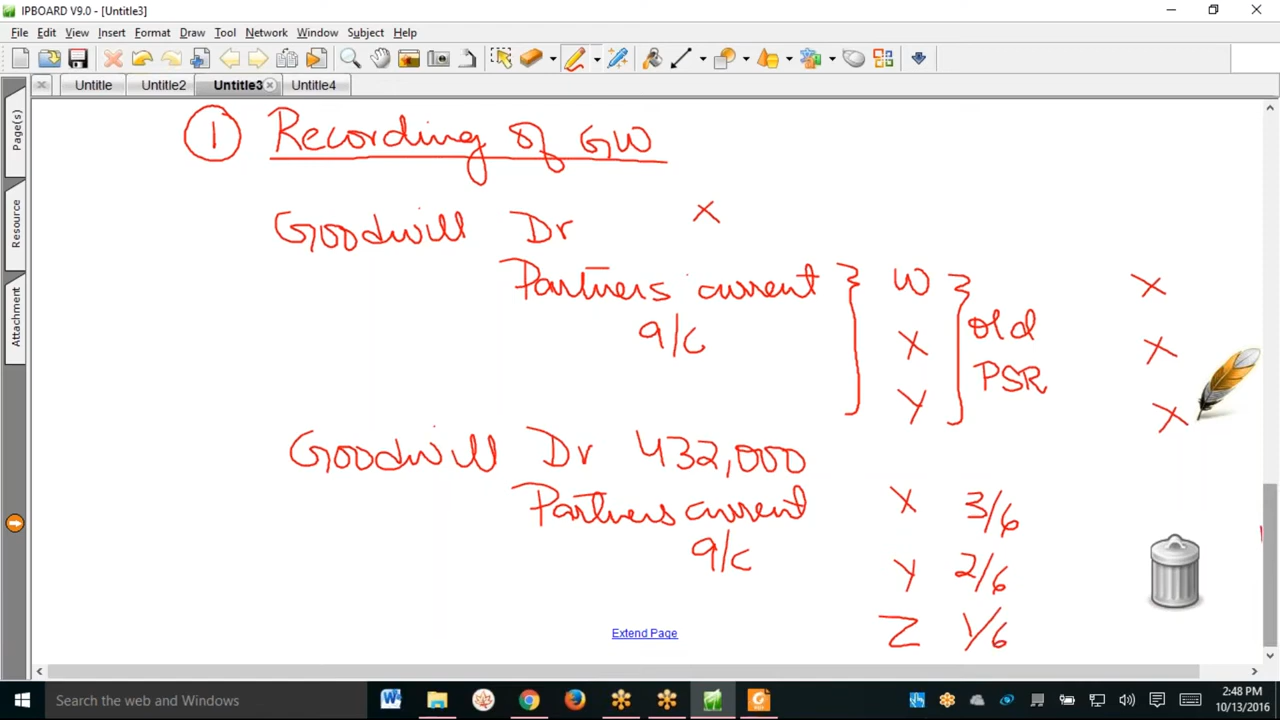 IPBOARD V9.0 - [Untitle3]
File Edit View Insert Format Draw Tool Network Window Subject Help
Untitle Untitle2 Untitle3 Untitle4
Page(s)
Resource
Attachment
1 Recording of GW
Goodwill Dr X
Partners current W X
a/c X old X
Y PSR X
Goodwill Dr 432,000
Partners current X 3/6
a/c Y 2/6
Z 1/6
Extend Page
Search the web and Windows
2:48 PM
10/13/2016